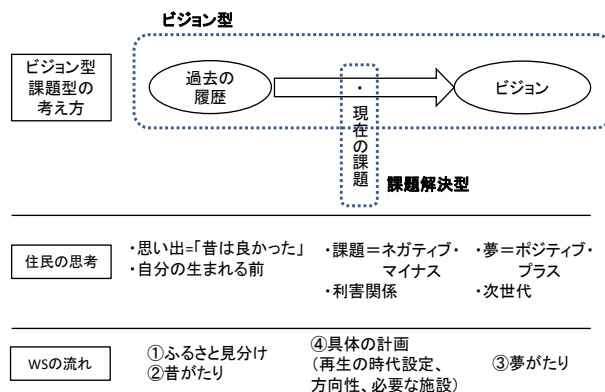 ビジョン型
ビジョン型
課題型の
考え方
過去の
履歴
・現在の課題
ビジョン
課題解決型
住民の思考
・思い出=「昔は良かった」
・自分の生まれる前
・課題＝ネガティブ・
マイナス
・利害関係
・夢＝ポジティブ・
プラス
・次世代
WSの流れ
①ふるさと見分け
②昔がたり
④具体の計画
(再生の時代設定、
方向性、必要な施設)
③夢がたり